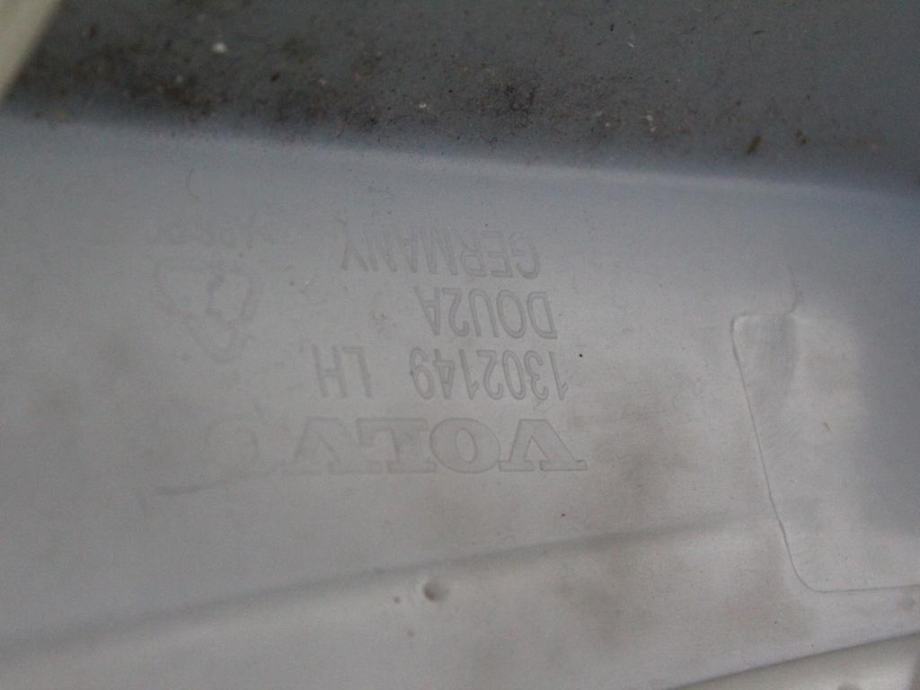 VOLVO
1302149 LH
DOU2A
GERMANY